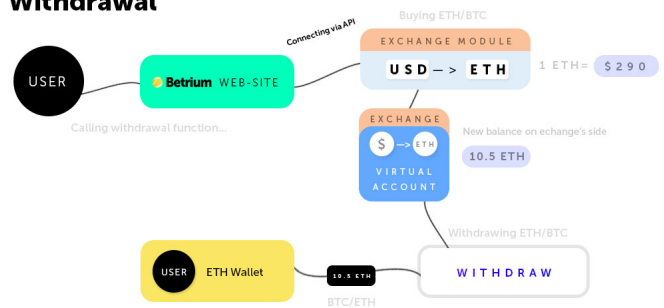 Withdrawal
Buying ETH/BTC
Connecting via API
EXCHANGE MODULE
USER
Betrium WEB-SITE
USD —> ETH
1 ETH= $290
Calling withdrawal function...
EXCHANGE
$ —> ETH
New balance on echange's side
10.5 ETH
VIRTUAL
ACCOUNT
Withdrawing ETH/BTC
USER ETH Wallet
10.5 ETH
WITHDRAW
BTC/ETH